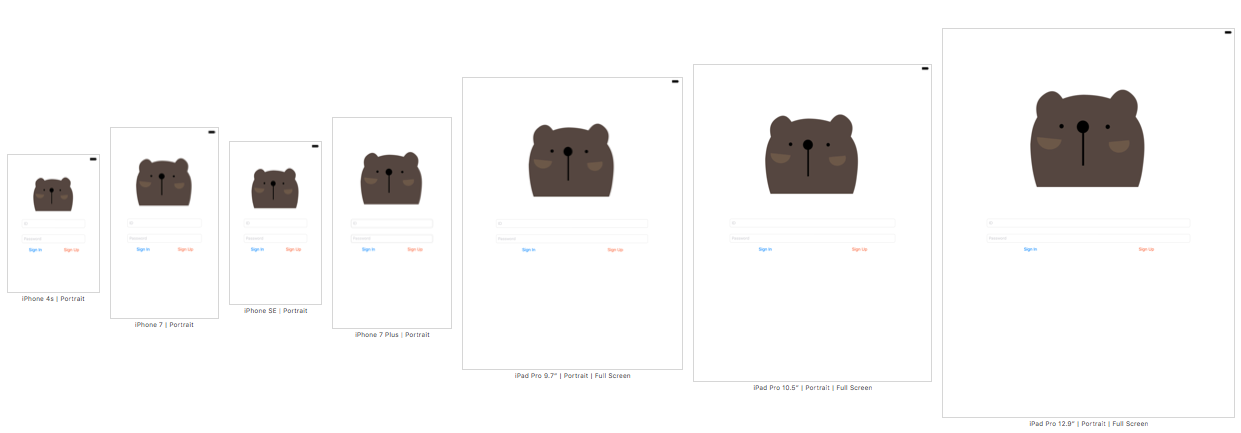 ID
Password
Sign In Sign Up
iPhone 4s | Portrait
ID
Password
Sign In Sign Up
iPhone 7 | Portrait
ID
Password
Sign In Sign Up
iPhone SE | Portrait
ID
Password
Sign In Sign Up
iPhone 7 Plus | Portrait
ID
Password
Sign In Sign Up
iPad Pro 9.7" | Portrait | Full Screen
ID
Password
Sign In Sign Up
iPad Pro 10.5" | Portrait | Full Screen
ID
Password
Sign In Sign Up
iPad Pro 12.9" | Portrait | Full Screen